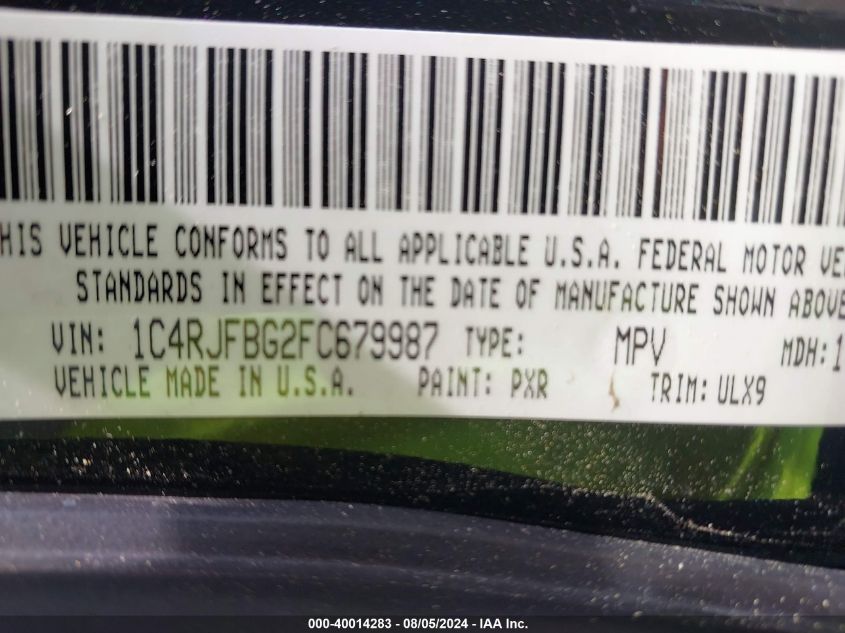 HIS VEHICLE CONFORMS TO ALL APPLICABLE U.S.A. FEDERAL MOTOR VE
STANDARDS IN EFFECT ON THE DATE OF MANUFACTURE SHOWN ABOVE
VIN: 1C4RJFBG2FC679987 TYPE: MPV MDH:1
VEHICLE MADE IN U.S.A. PAINT: PXR TRIM: ULX9
000-40014283 - 08/05/2024 - IAA Inc.